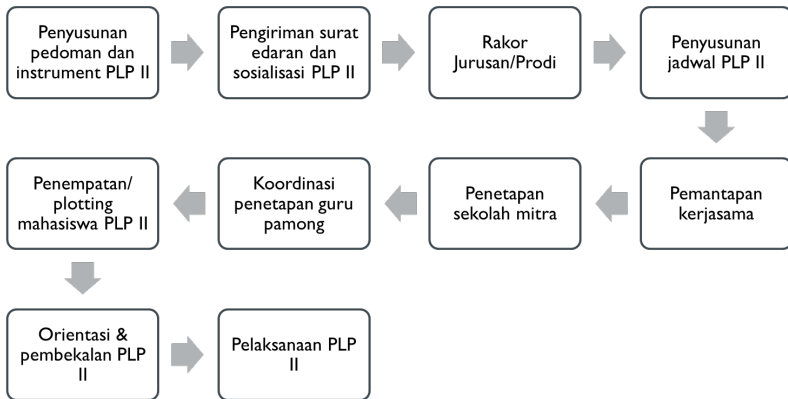 Penyusunan
pedoman dan
instrument PLP II
Pengiriman surat
edaran dan
sosialisasi PLP II
Rakor
Jurusan/Prodi
Penyusunan
jadwal PLP II
Pemantapan
kerjasama
Penetapan
sekolah mitra
Koordinasi
penetapan guru
pamong
Penempatan/
plotting
mahasiswa PLP II
Orientasi &
pembekalan PLP
II
Pelaksanaan PLP
II